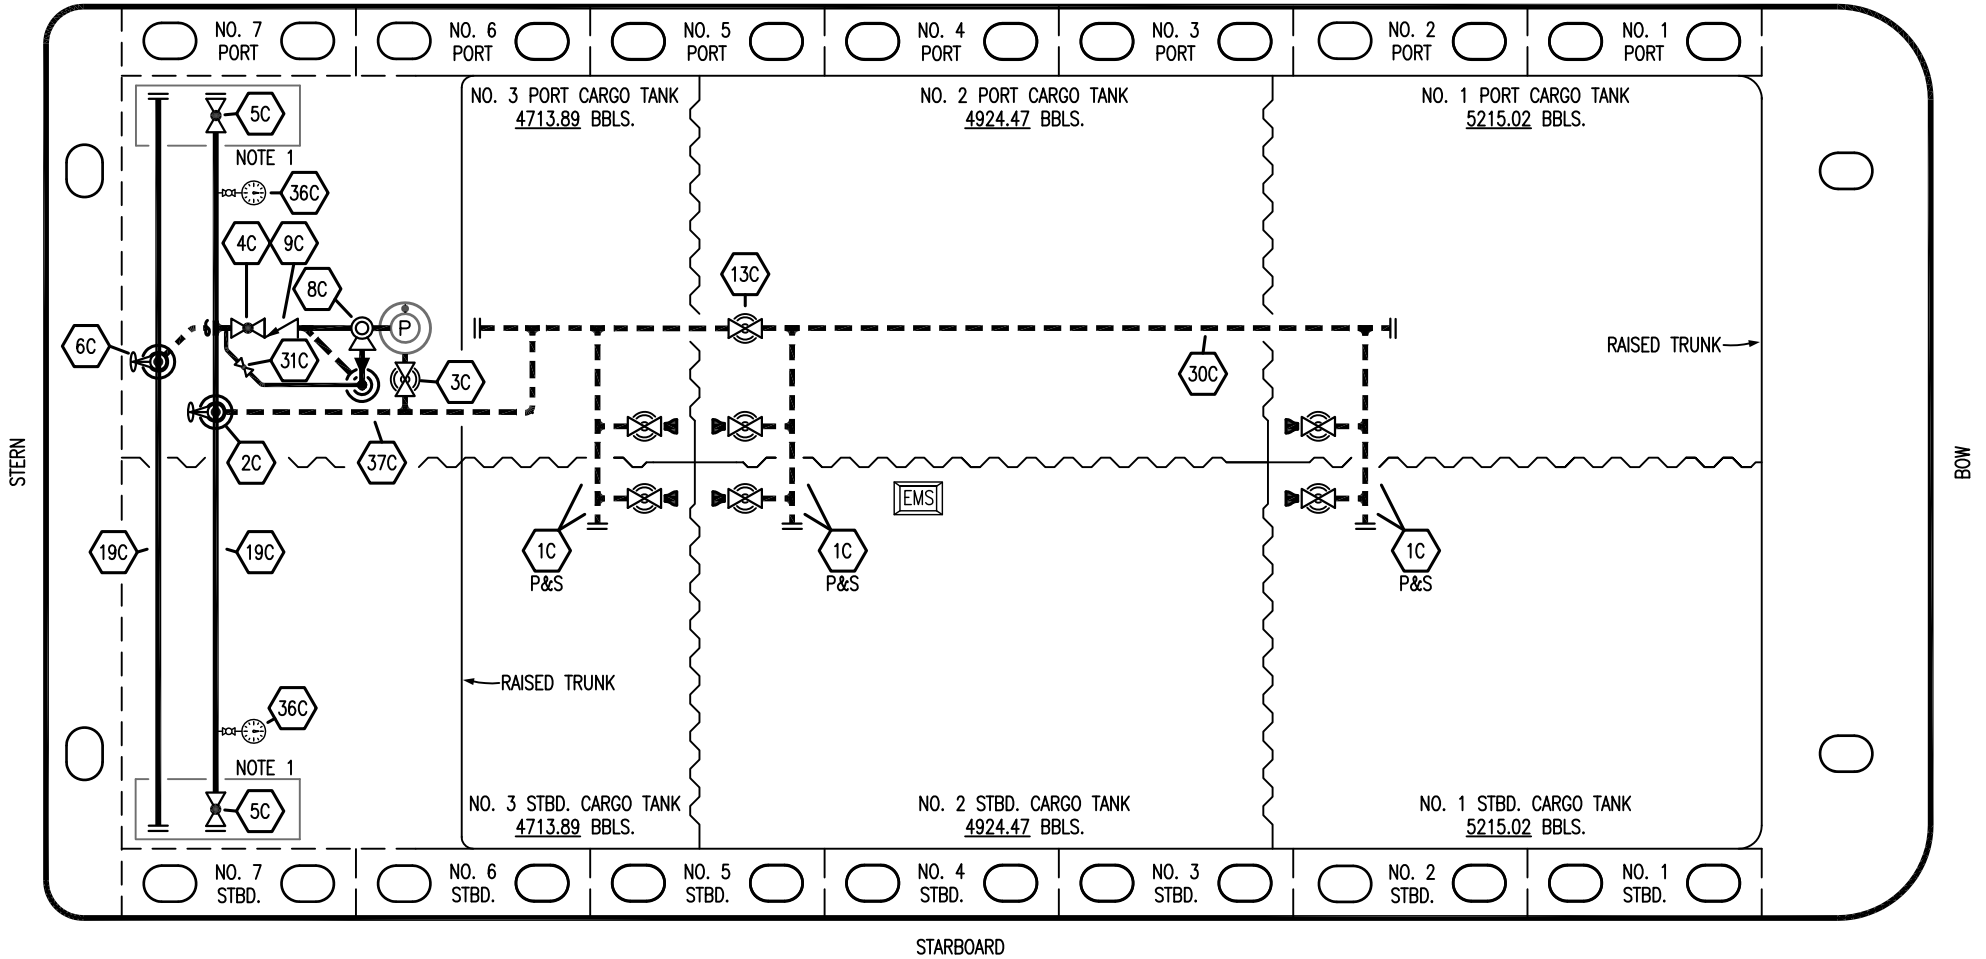 NO. 7
PORT
NO. 6
PORT
NO. 5
PORT
NO. 4
PORT
NO. 3
PORT
NO. 2
PORT
NO. 1
PORT
NO. 3 PORT CARGO TANK
4713.89 BBLS.
NO. 2 PORT CARGO TANK
4924.47 BBLS.
NO. 1 PORT CARGO TANK
5215.02 BBLS.
5C
NOTE 1
36C
4C
9C
8C
13C
P
6C
31C
3C
30C
RAISED TRUNK
2C
37C
STERN
BOW
EMS
19C
19C
1C
P&S
1C
P&S
1C
P&S
RAISED TRUNK
36C
NOTE 1
5C
NO. 3 STBD. CARGO TANK
4713.89 BBLS.
NO. 2 STBD. CARGO TANK
4924.47 BBLS.
NO. 1 STBD. CARGO TANK
5215.02 BBLS.
NO. 7
STBD.
NO. 6
STBD.
NO. 5
STBD.
NO. 4
STBD.
NO. 3
STBD.
NO. 2
STBD.
NO. 1
STBD.
STARBOARD